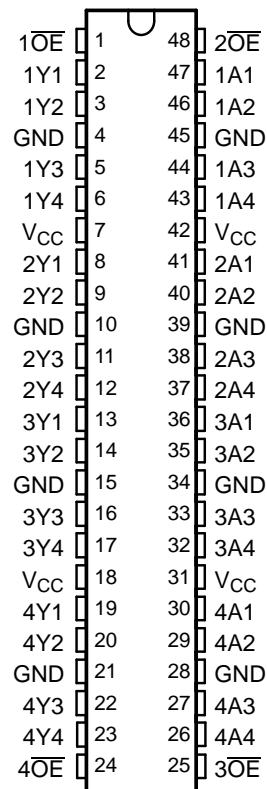 1O̅E̅ 1 48 2O̅E̅
1Y1 2 47 1A1
1Y2 3 46 1A2
GND 4 45 GND
1Y3 5 44 1A3
1Y4 6 43 1A4
VCC 7 42 VCC
2Y1 8 41 2A1
2Y2 9 40 2A2
GND 10 39 GND
2Y3 11 38 2A3
2Y4 12 37 2A4
3Y1 13 36 3A1
3Y2 14 35 3A2
GND 15 34 GND
3Y3 16 33 3A3
3Y4 17 32 3A4
VCC 18 31 VCC
4Y1 19 30 4A1
4Y2 20 29 4A2
GND 21 28 GND
4Y3 22 27 4A3
4Y4 23 26 4A4
4O̅E̅ 24 25 3O̅E̅